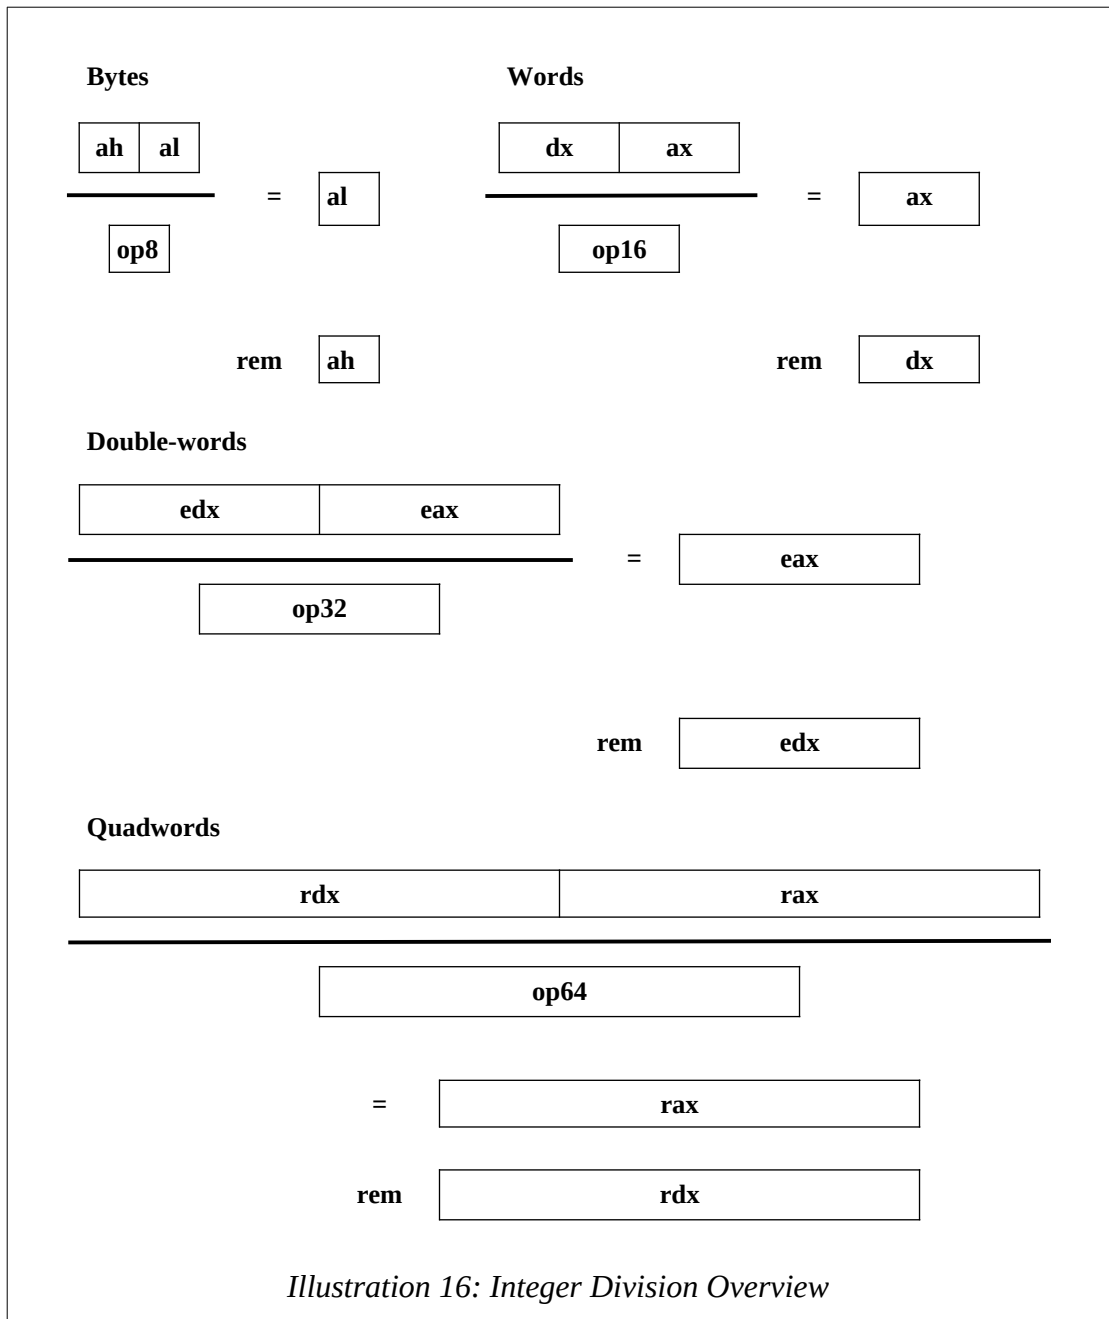 Bytes
Words
ah al
dx ax
= al
= ax
op8
op16
rem ah
rem dx
Double-words
edx eax
= eax
op32
rem edx
Quadwords
rdx rax
op64
= rax
rem rdx
Illustration 16: Integer Division Overview